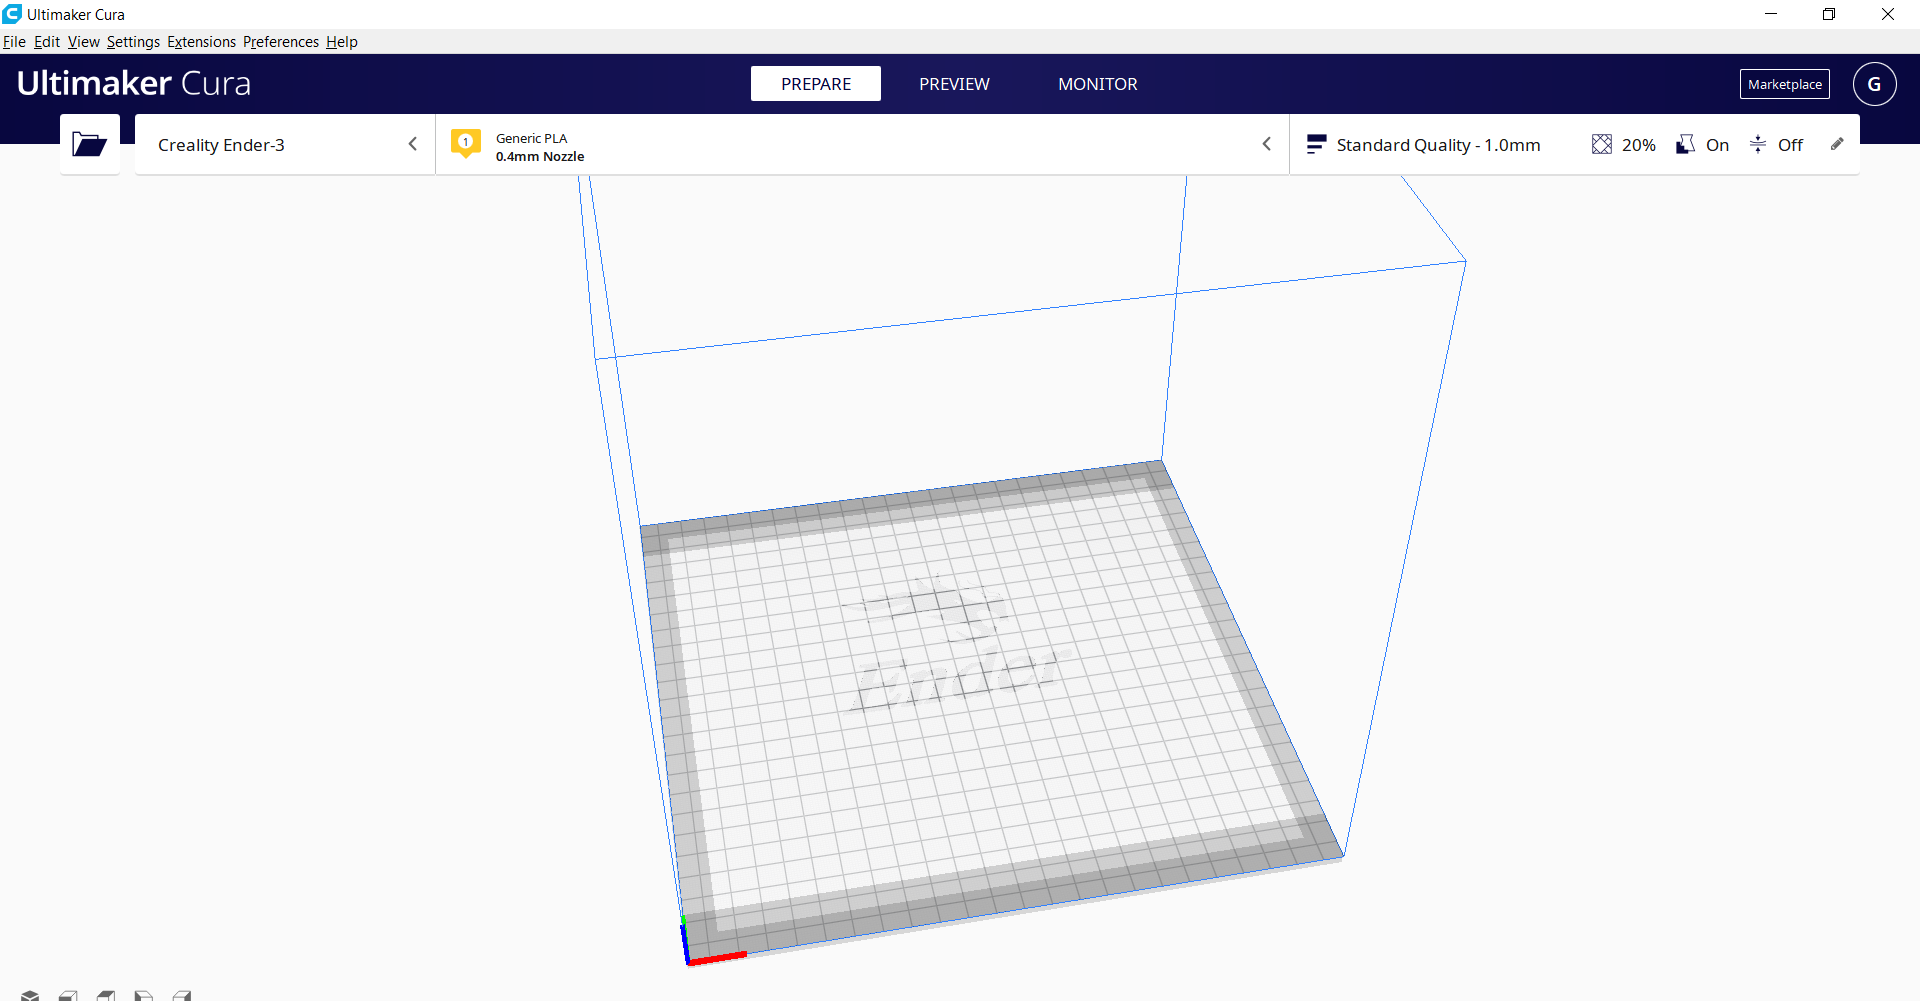 Ultimaker Cura
File Edit View Settings Extensions Preferences Help
Ultimaker Cura
PREPARE
PREVIEW
MONITOR
Marketplace
G
Creality Ender-3
1
Generic PLA
0.4mm Nozzle
Standard Quality - 1.0mm
20%
On
Off
Ender